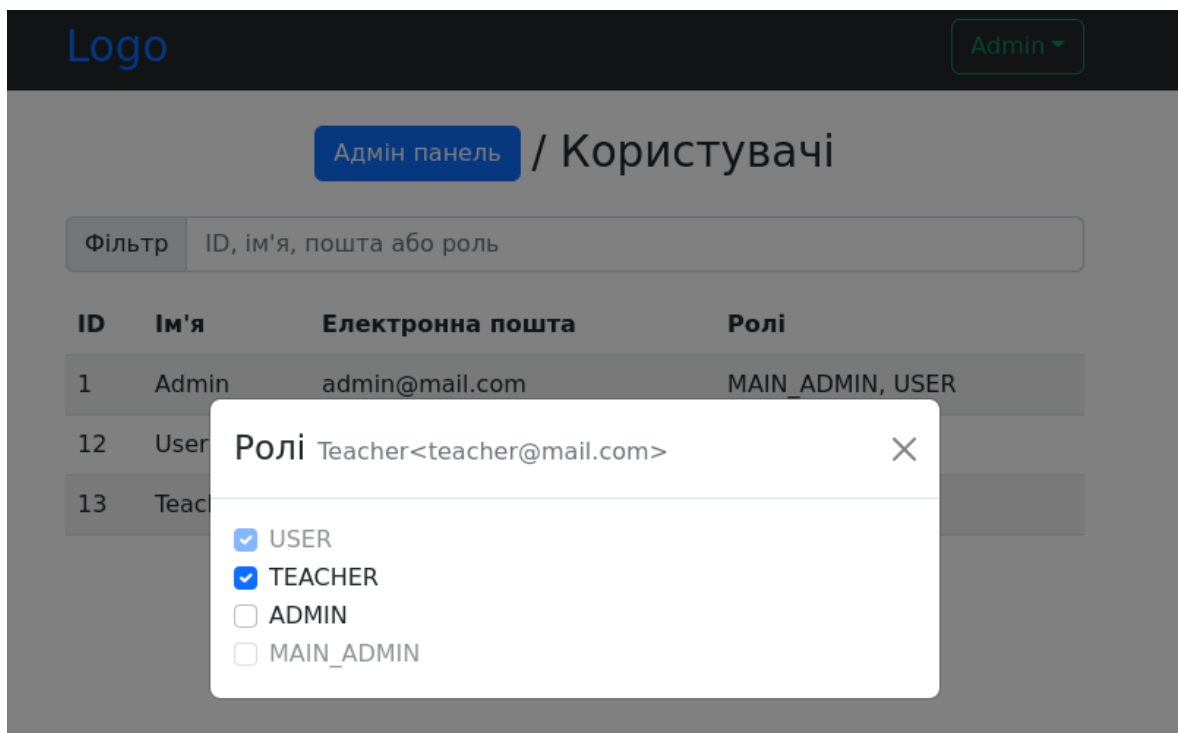 Logo Admin
Адмін панель / Користувачі
Фільтр ID, ім'я, пошта або роль
ID Ім'я Електронна пошта Ролі
1 Admin admin@mail.com MAIN_ADMIN, USER
12 User
13
Ролі Teacher<teacher@mail.com>
USER
TEACHER
ADMIN
MAIN_ADMIN